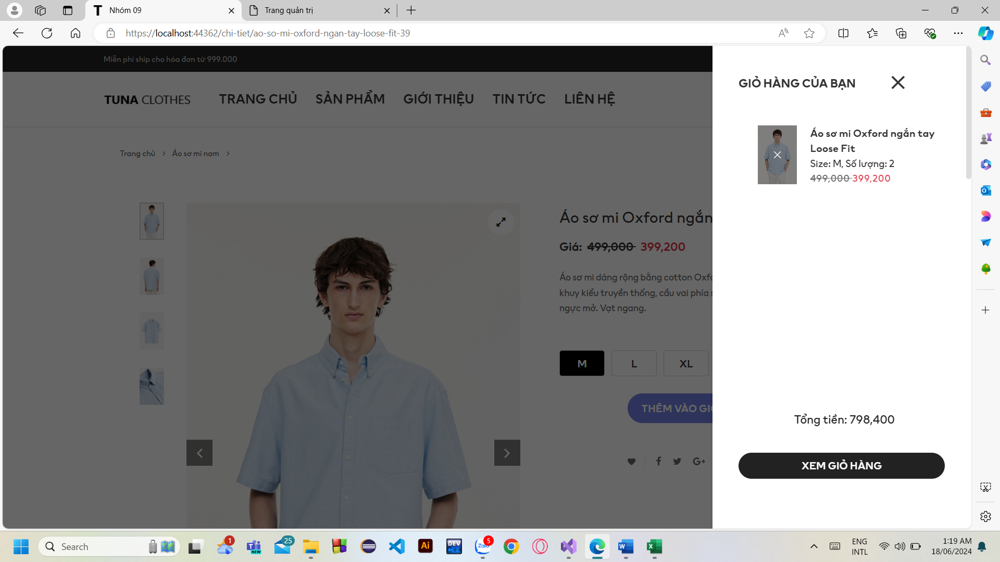 Nhóm 09
Trang quản trị
https://localhost:44362/chi-tiet/ao-so-mi-oxford-ngan-tay-loose-fit-39
Miễn phí ship cho hóa đơn từ 999.000
TUNA CLOTHES
TRANG CHỦ
SẢN PHẨM
GIỚI THIỆU
TIN TỨC
LIÊN HỆ
Trang chủ
Áo sơ mi nam
Áo sơ mi Oxford ngắn
Giá: 499,000 399,200
Áo sơ mi dáng rộng bằng cotton Oxfo
khuy kiểu truyền thống, cầu vai phía s
ngực mở. Vạt ngang.
M
L
XL
THÊM VÀO GIỎ
GIỎ HÀNG CỦA BẠN
Áo sơ mi Oxford ngắn tay
Loose Fit
Size: M, Số lượng: 2
499,000 399,200
Tổng tiền: 798,400
XEM GIỎ HÀNG
Search
1
NEW
25
Ai
DEV
C++
Zalo
5
ENG
INTL
1:19 AM
18/06/2024